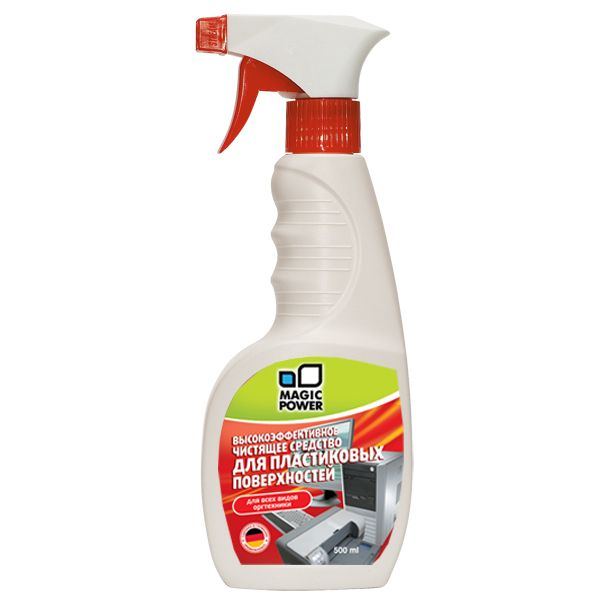 MAGIC
POWER
ВЫСОКОЭФФЕКТИВНОЕ
ЧИСТЯЩЕЕ СРЕДСТВО
ДЛЯ ПЛАСТИКОВЫХ
ПОВЕРХНОСТЕЙ
для всех видов
оргтехники
500 ml